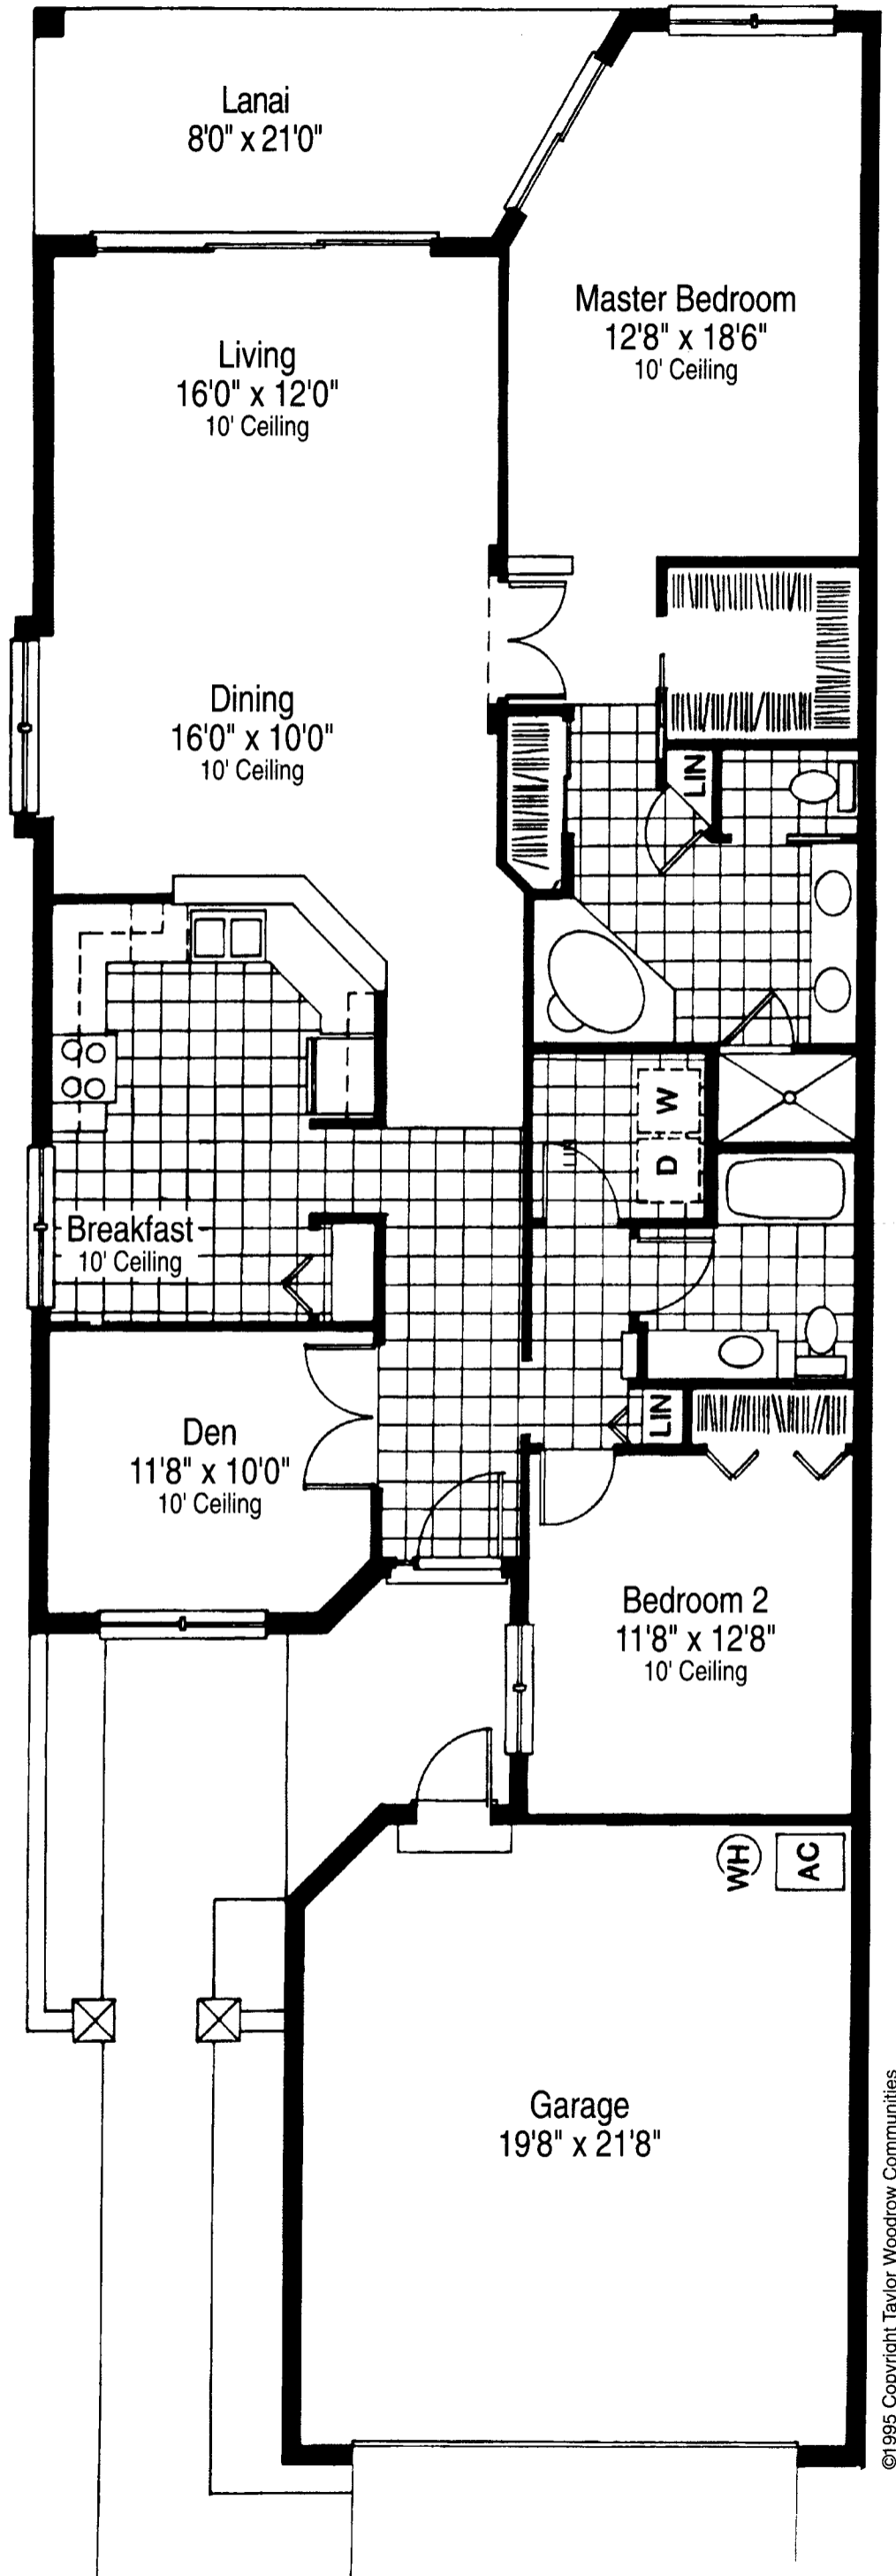 Lanai
8'0" x 21'0"
Master Bedroom
12'8" x 18'6"
10' Ceiling
Living
16'0" x 12'0"
10' Ceiling
Dining
16'0" x 10'0"
10' Ceiling
LIN
W
D
Breakfast
10' Ceiling
Den
11'8" x 10'0"
10' Ceiling
LIN
Bedroom 2
11'8" x 12'8"
10' Ceiling
WH
AC
Garage
19'8" x 21'8"
©1995 Copyright Taylor Woodrow Communities